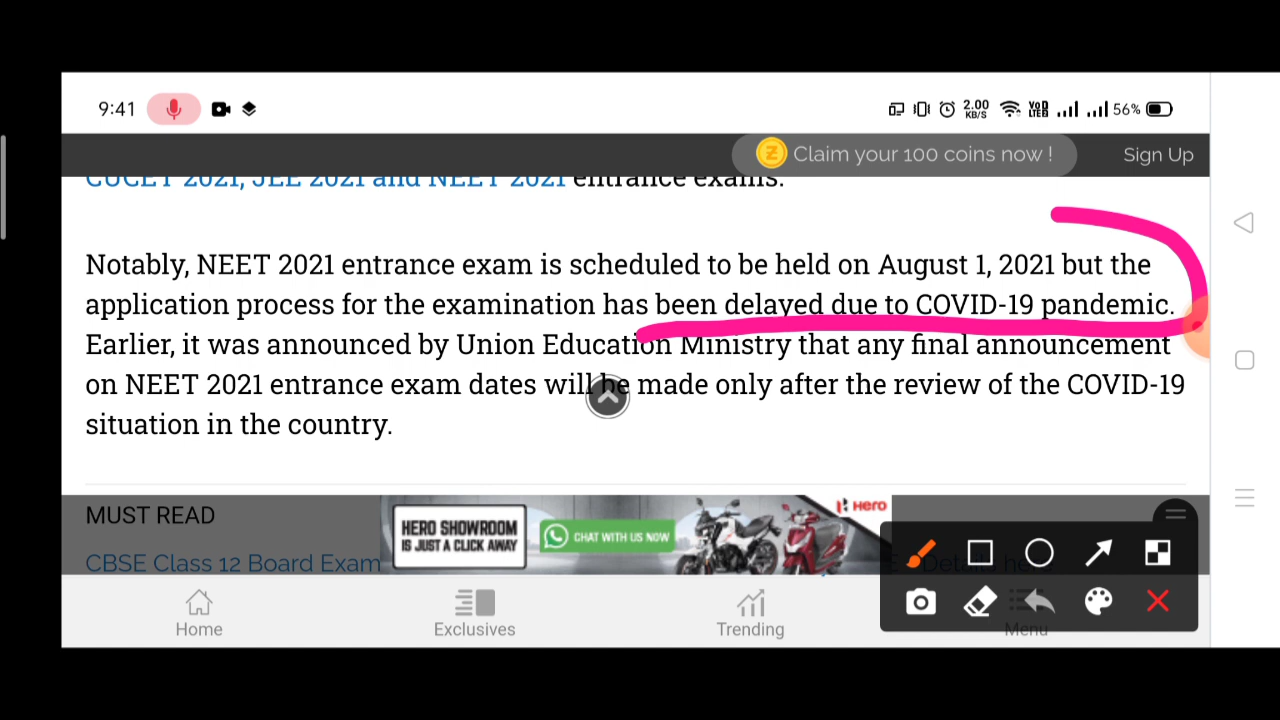 9:41
2.00
KB/S
VoD
LTE2
56%
Claim your 100 coins now !
Sign Up
CUCET 2021, JEE 2021 and NEET 2021 entrance exams.
Notably, NEET 2021 entrance exam is scheduled to be held on August 1, 2021 but the
application process for the examination has been delayed due to COVID-19 pandemic.
Earlier, it was announced by Union Education Ministry that any final announcement
on NEET 2021 entrance exam dates will be made only after the review of the COVID-19
situation in the country.
MUST READ
HERO SHOWROOM
IS JUST A CLICK AWAY
CHAT WITH US NOW
Hero
CBSE Class 12 Board Exam
Details here
Home
Exclusives
Trending
Menu